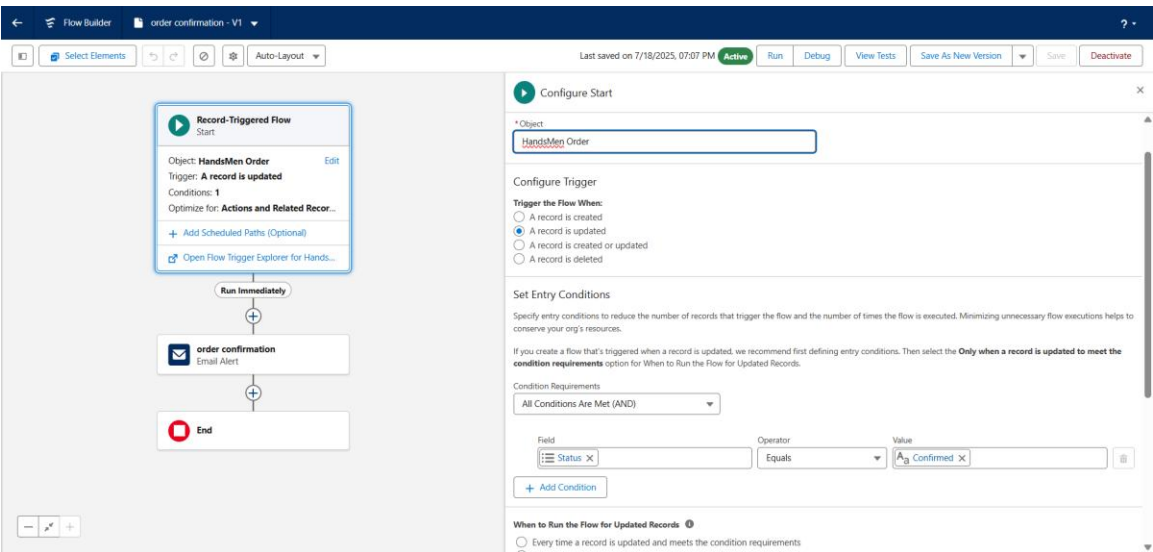 Flow Builder order confirmation - V1 ?
Select Elements Auto-Layout Last saved on 7/18/2025, 07:07 PM Active Run Debug View Tests Save As New Version Save Deactivate
Record-Triggered Flow
Start
Object: HandsMen Order Edit
Trigger: A record is updated
Conditions: 1
Optimize for: Actions and Related Recor...
+ Add Scheduled Paths (Optional)
Open Flow Trigger Explorer for Hands...
Run Immediately
order confirmation
Email Alert
End
Configure Start
* Object
HandsMen Order
Configure Trigger
Trigger the Flow When:
A record is created
A record is updated
A record is created or updated
A record is deleted
Set Entry Conditions
Specify entry conditions to reduce the number of records that trigger the flow and the number of times the flow is executed. Minimizing unnecessary flow executions helps to
conserve your org's resources.
If you create a flow that's triggered when a record is updated, we recommend first defining entry conditions. Then select the Only when a record is updated to meet the
condition requirements option for When to Run the Flow for Updated Records.
Condition Requirements
All Conditions Are Met (AND)
Field Operator Value
Status Equals Aa Confirmed
+ Add Condition
When to Run the Flow for Updated Records
Every time a record is updated and meets the condition requirements